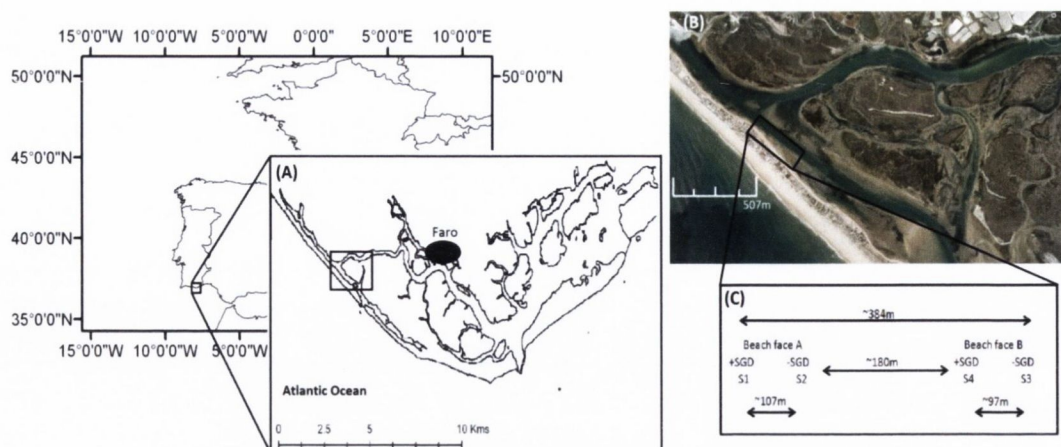 15°0'0"W 10°0'0"W 5°0'0"W 0°0'0" 5°0'0"E 10°0'0"E
50°0'0"N
50°0'0"N
45°0'0"N
40°0'0"N
35°0'0"N
15°0'0"W 10°0'0"W 5°0'0"W
(A)
Faro
Atlantic Ocean
0 2.5 5 10 Kms
(B)
507m
(C)
~384m
Beach face A Beach face B
+SGD -SGD ~180m +SGD -SGD
S1 S2 S4 S3
~107m ~97m